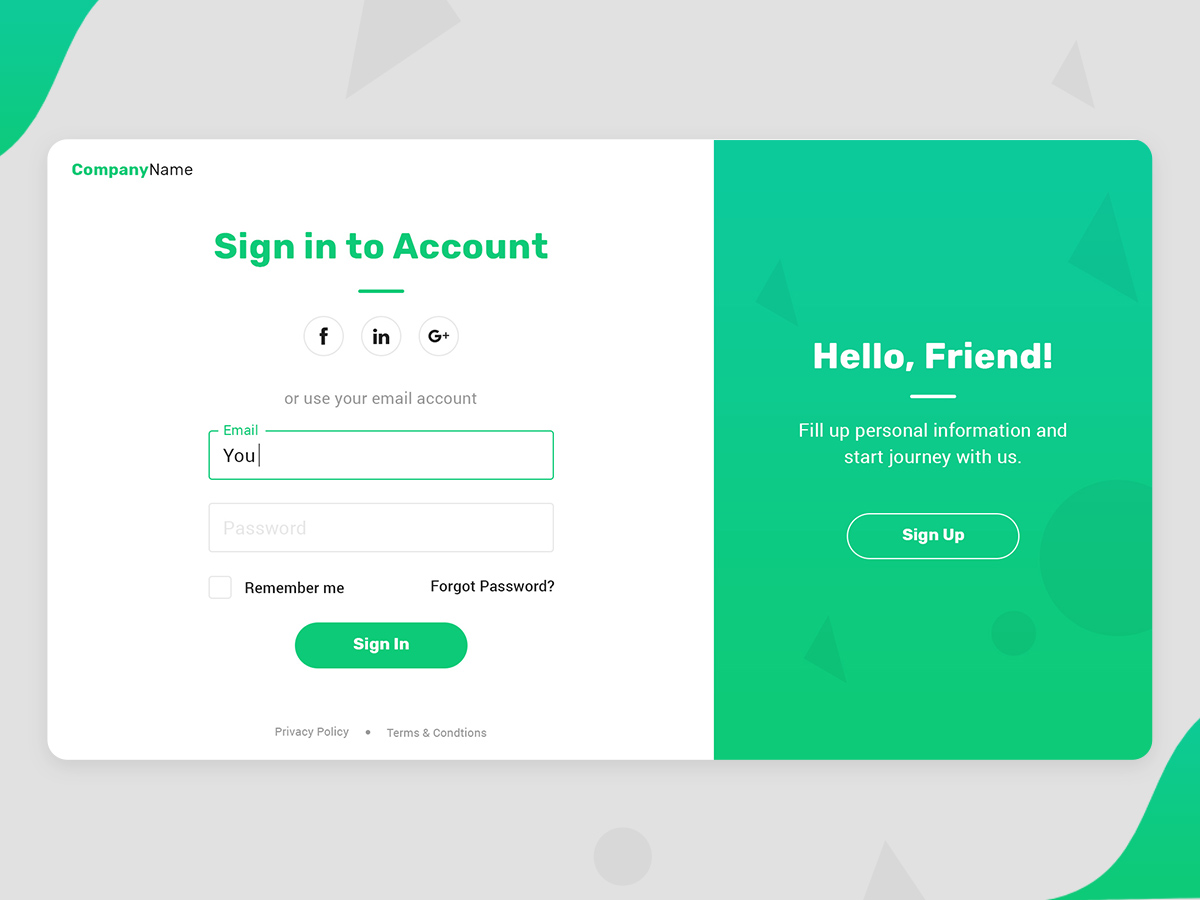 CompanyName
Sign in to Account
f
in
G+
or use your email account
Email
You
Password
Remember me
Forgot Password?
Sign In
Privacy Policy • Terms & Condtions
Hello, Friend!
Fill up personal information and
start journey with us.
Sign Up